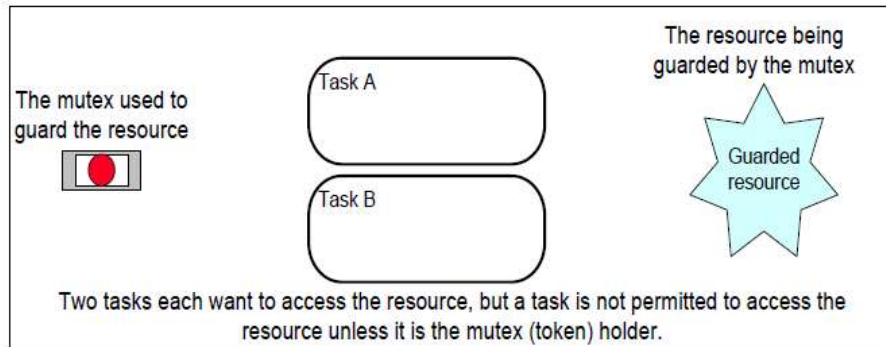 The mutex used to
guard the resource
Task A
Task B
The resource being
guarded by the mutex
Guarded
resource
Two tasks each want to access the resource, but a task is not permitted to access the
resource unless it is the mutex (token) holder.